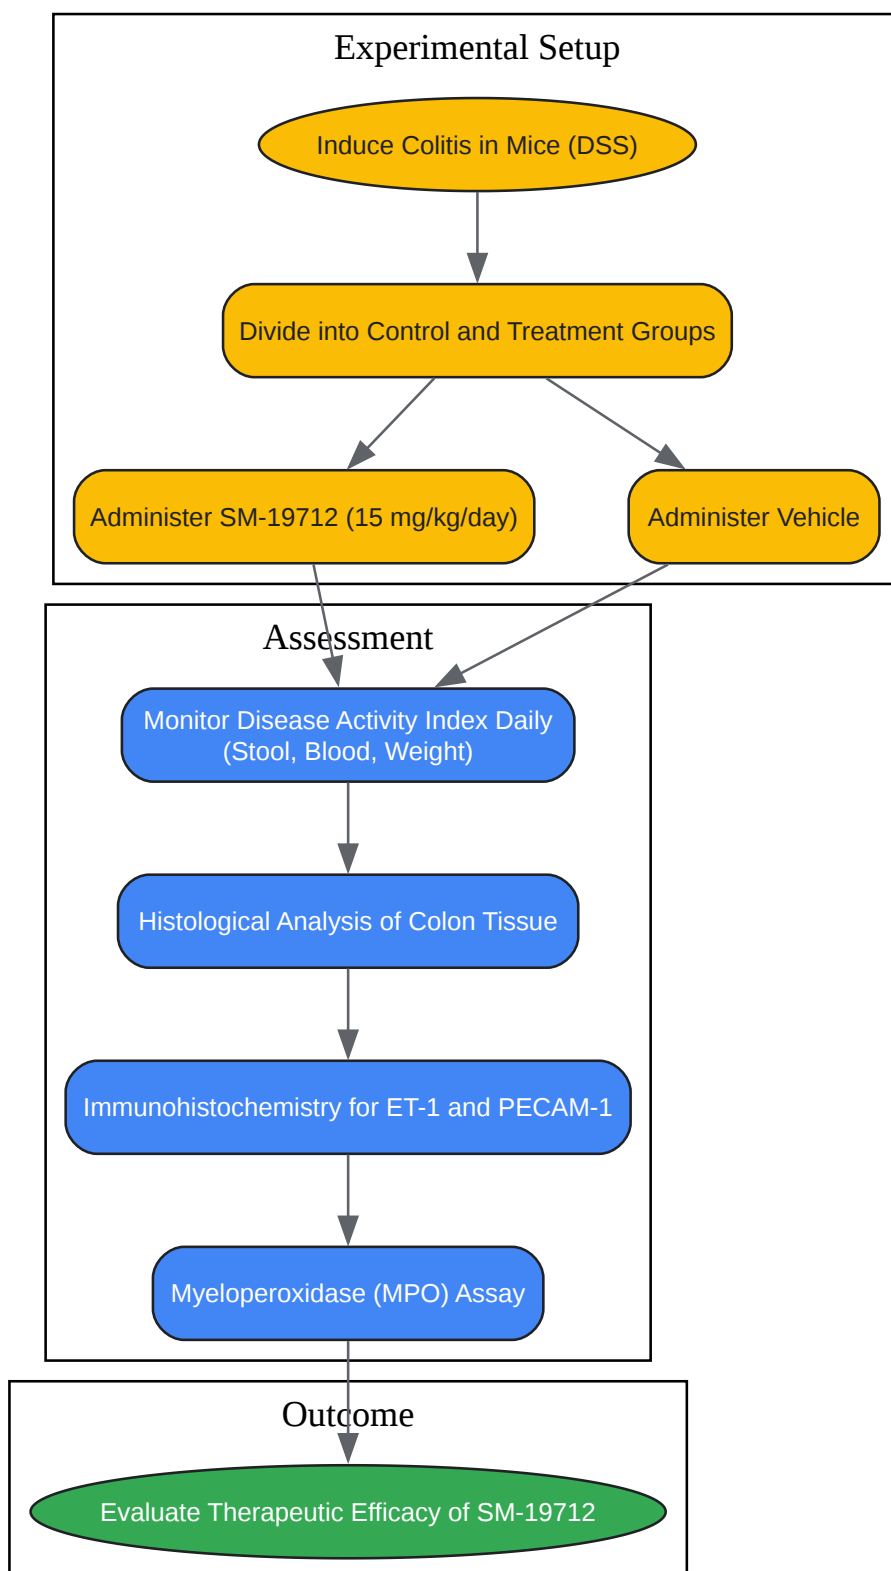 Experimental Setup
Induce Colitis in Mice (DSS)
Divide into Control and Treatment Groups
Administer SM-19712 (15 mg/kg/day)
Administer Vehicle
Assessment
Monitor Disease Activity Index Daily
(Stool, Blood, Weight)
Histological Analysis of Colon Tissue
Immunohistochemistry for ET-1 and PECAM-1
Myeloperoxidase (MPO) Assay
Outcome
Evaluate Therapeutic Efficacy of SM-19712